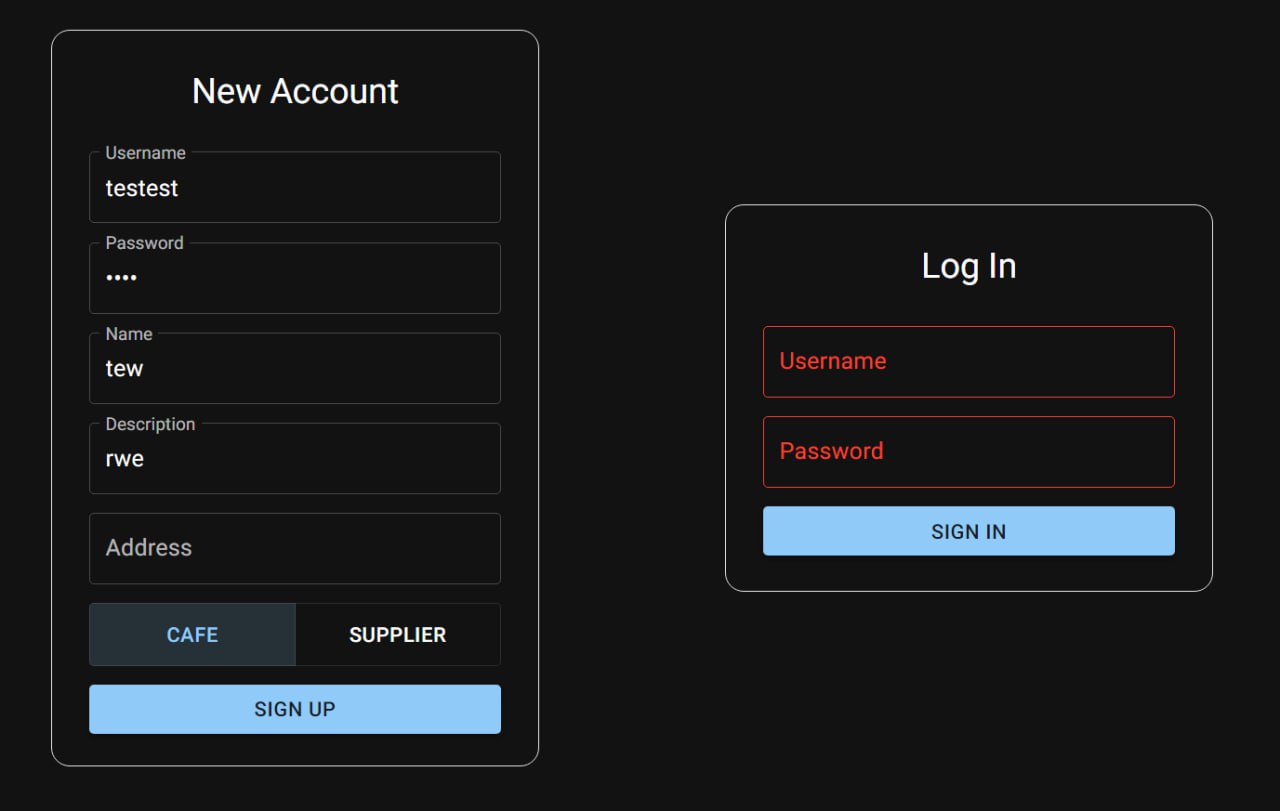 New Account
Username
testest
Password
••••
Name
tew
Description
rwe
Address
CAFE
SUPPLIER
SIGN UP
Log In
Username
Password
SIGN IN